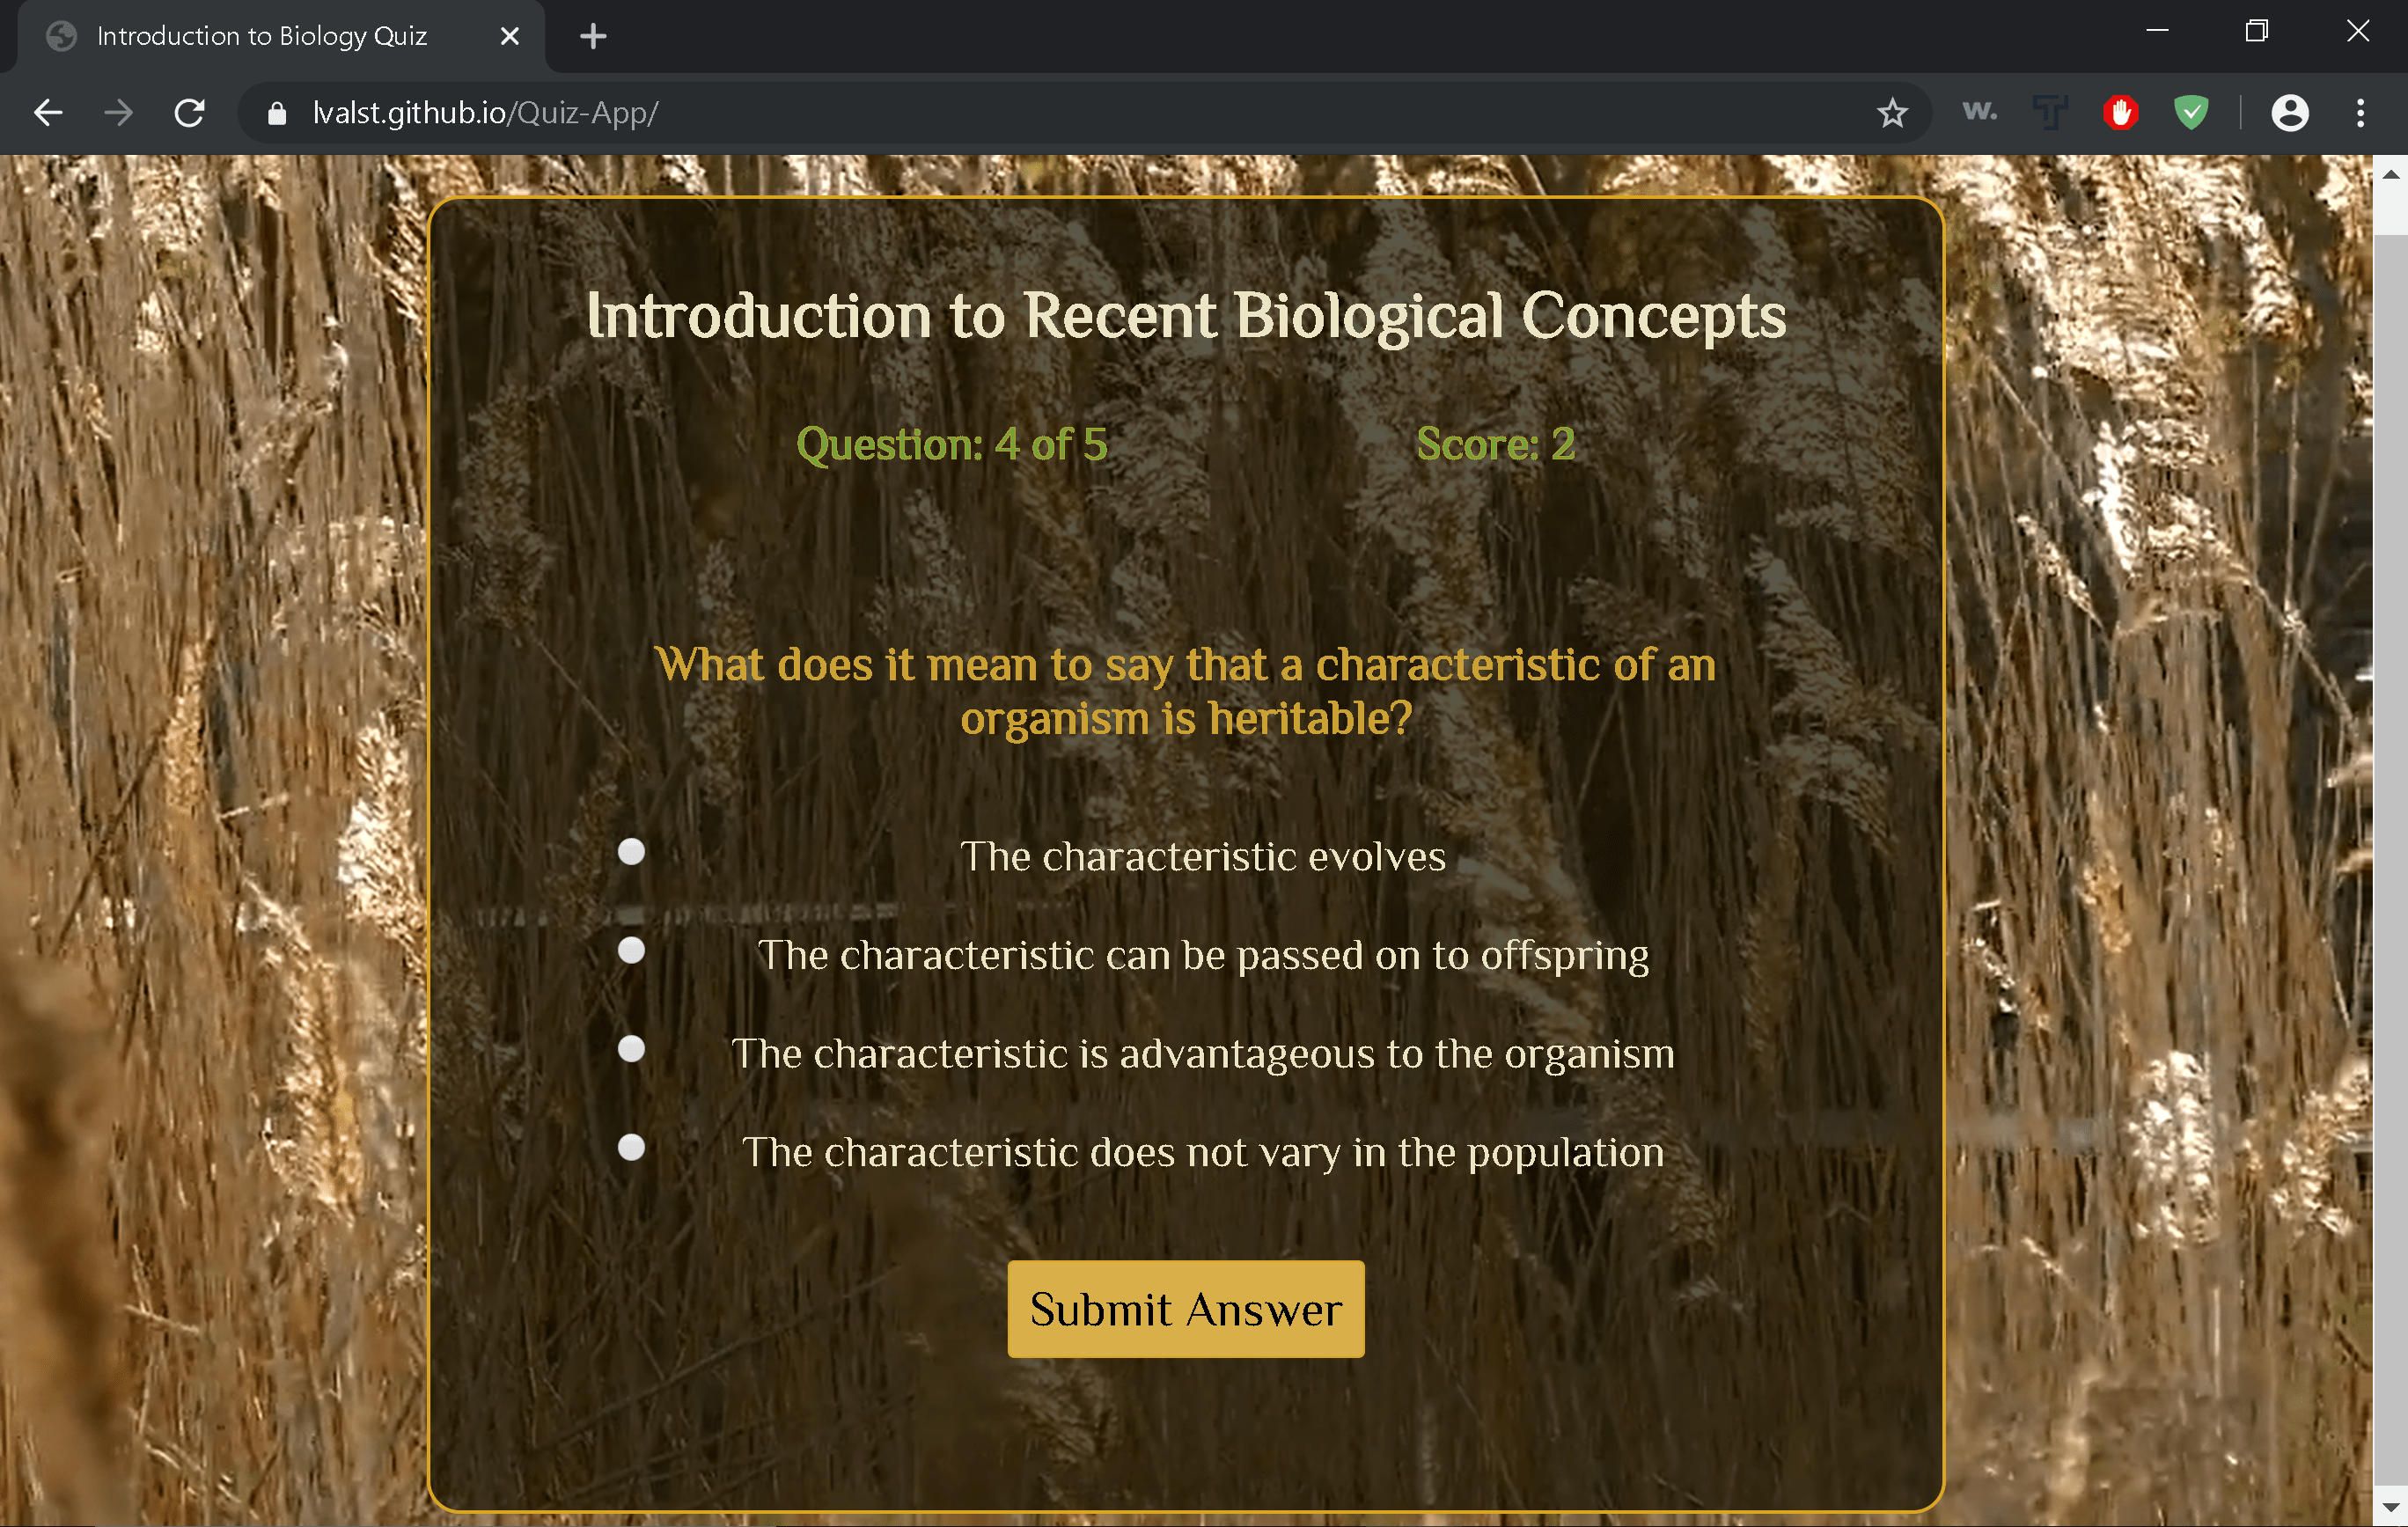 Introduction to Biology Quiz
lvalst.github.io/Quiz-App/
w.
Introduction to Recent Biological Concepts
Question: 4 of 5
Score: 2
What does it mean to say that a characteristic of an
organism is heritable?
The characteristic evolves
The characteristic can be passed on to offspring
The characteristic is advantageous to the organism
The characteristic does not vary in the population
Submit Answer